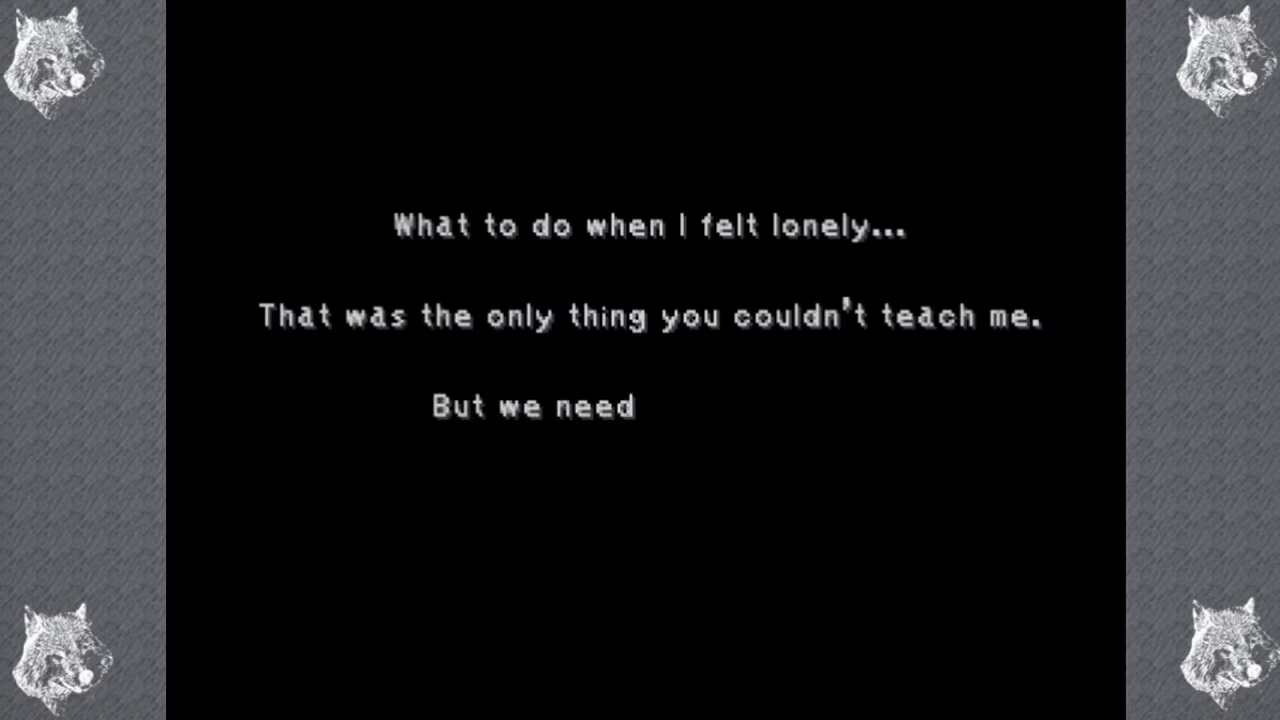 What to do when I felt lonely...
That was the only thing you couldn't teach me.
But we need